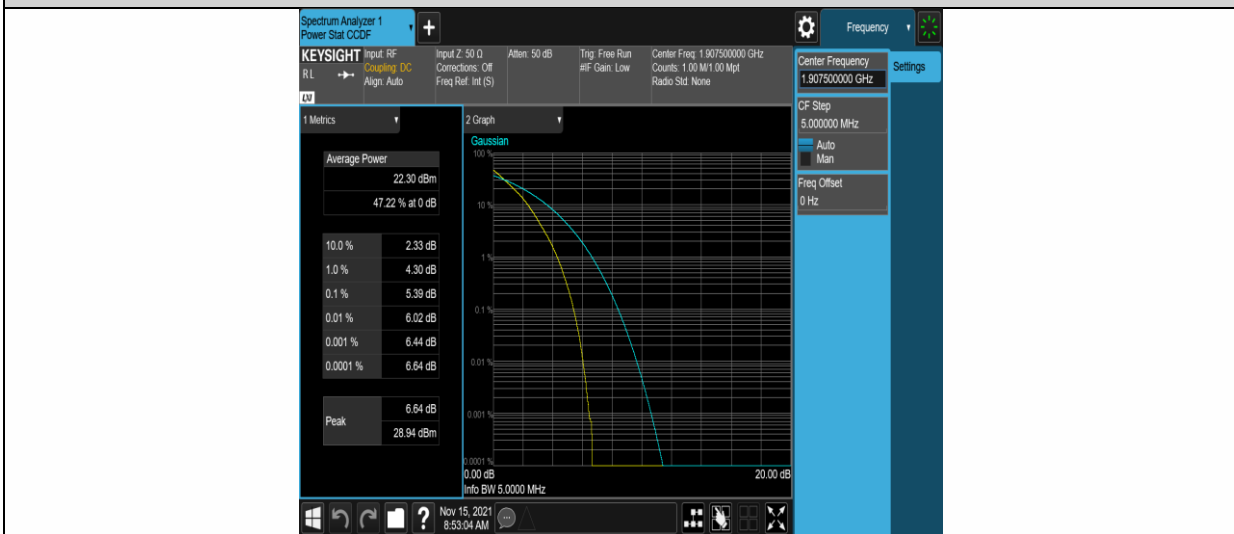 Spectrum Analyzer 1
Power Stat CCDF
Frequency
KEYSIGHT
RL
LXI
Input: RF
Coupling: DC
Align: Auto
Input Z: 50 Ω
Corrections: Off
Freq Ref: Int (S)
Atten: 50 dB
Trig: Free Run
#IF Gain: Low
Center Freq: 1.907500000 GHz
Counts: 1.00 M/1.00 Mpt
Radio Std: None
Center Frequency
1.907500000 GHz
Settings
CF Step
5.000000 MHz
Auto
Man
Freq Offset
0 Hz
1 Metrics
Average Power
22.30 dBm
47.22 % at 0 dB
10.0 % 2.33 dB
1.0 % 4.30 dB
0.1 % 5.39 dB
0.01 % 6.02 dB
0.001 % 6.44 dB
0.0001 % 6.64 dB
Peak
6.64 dB
28.94 dBm
2 Graph
Gaussian
100 %
10 %
1 %
0.1 %
0.01 %
0.001 %
0.0001 %
0.00 dB
20.00 dB
Info BW 5.0000 MHz
?
Nov 15, 2021
8:53:04 AM